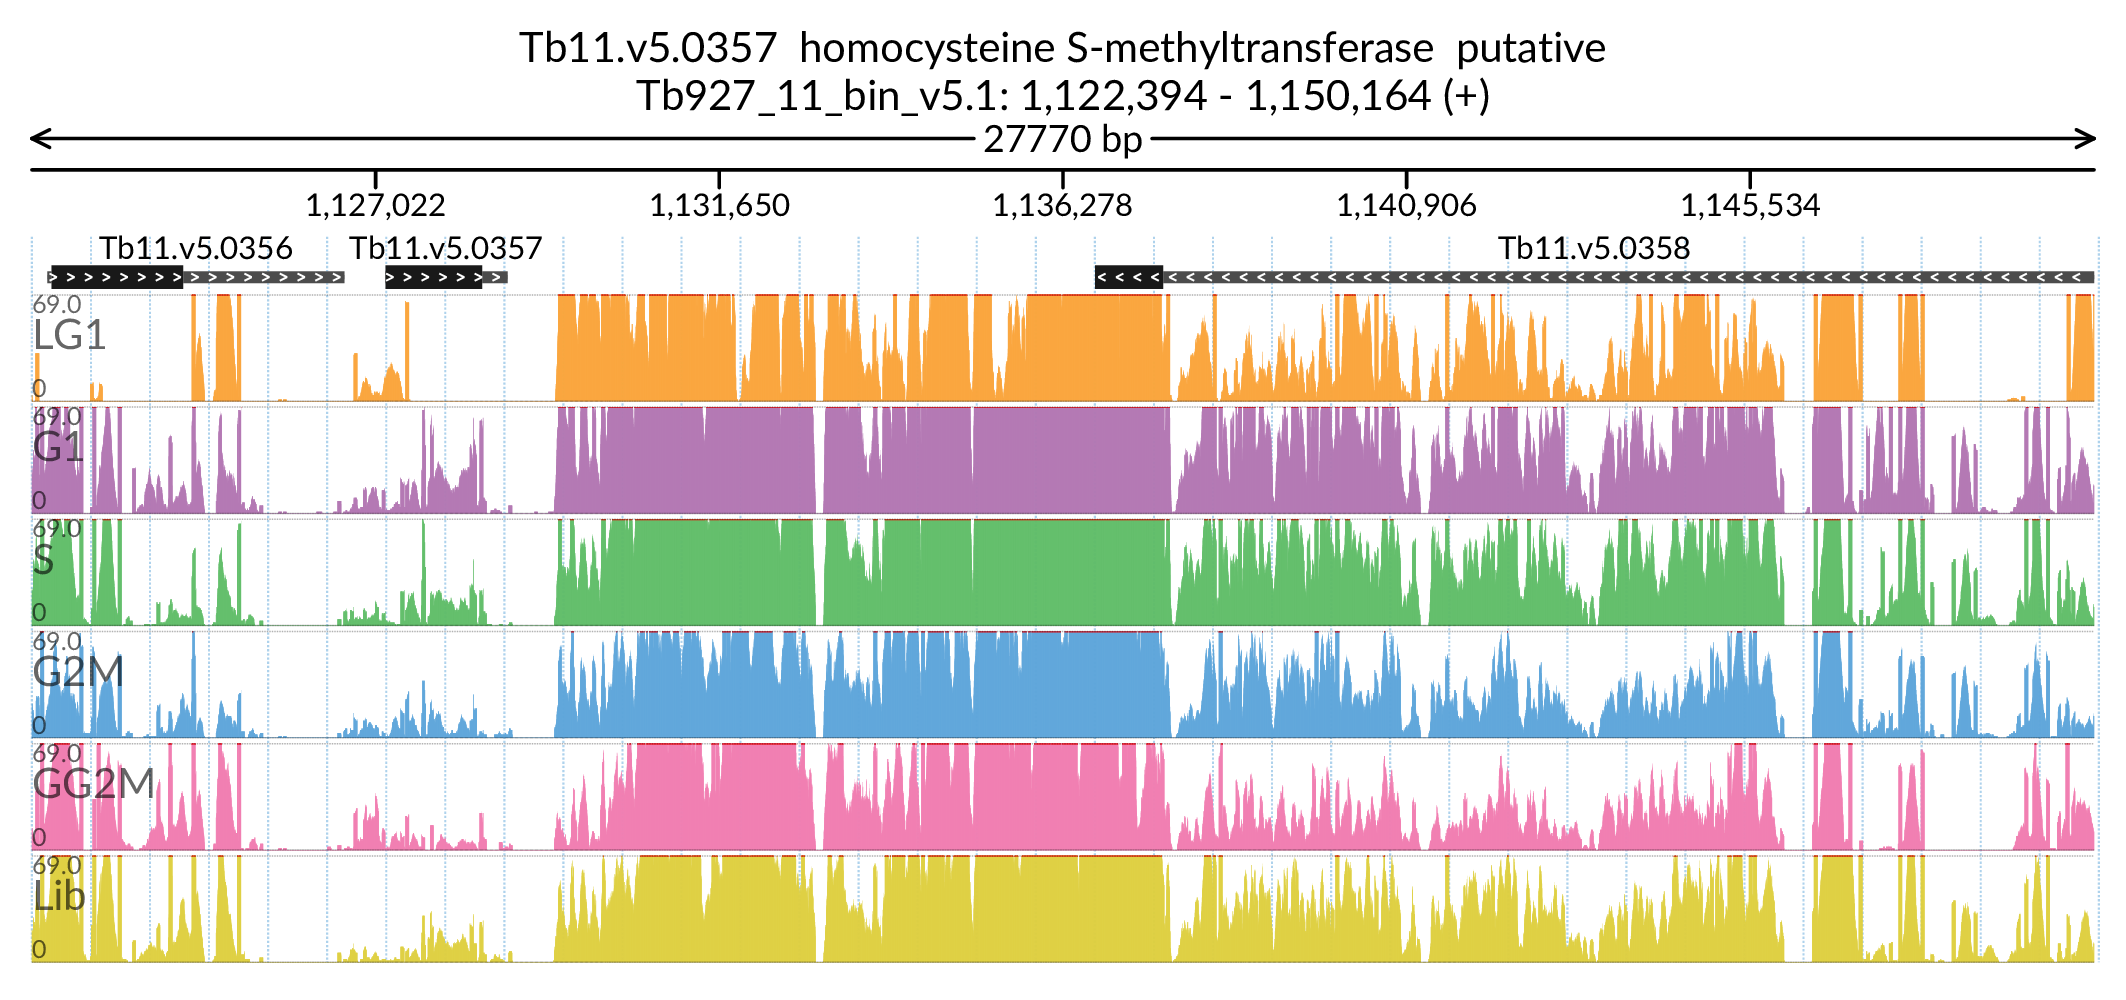 Tb11.v5.0357  homocysteine S-methyltransferase  putative
Tb927_11_bin_v5.1: 1,122,394 - 1,150,164 (+)
27770 bp
1,127,022 1,131,650 1,136,278 1,140,906 1,145,534
Tb11.v5.0356 Tb11.v5.0357 Tb11.v5.0358
69.0
LG1
0
69.0
G1
0
69.0
S
0
69.0
G2M
0
69.0
GG2M
0
69.0
Lib
0